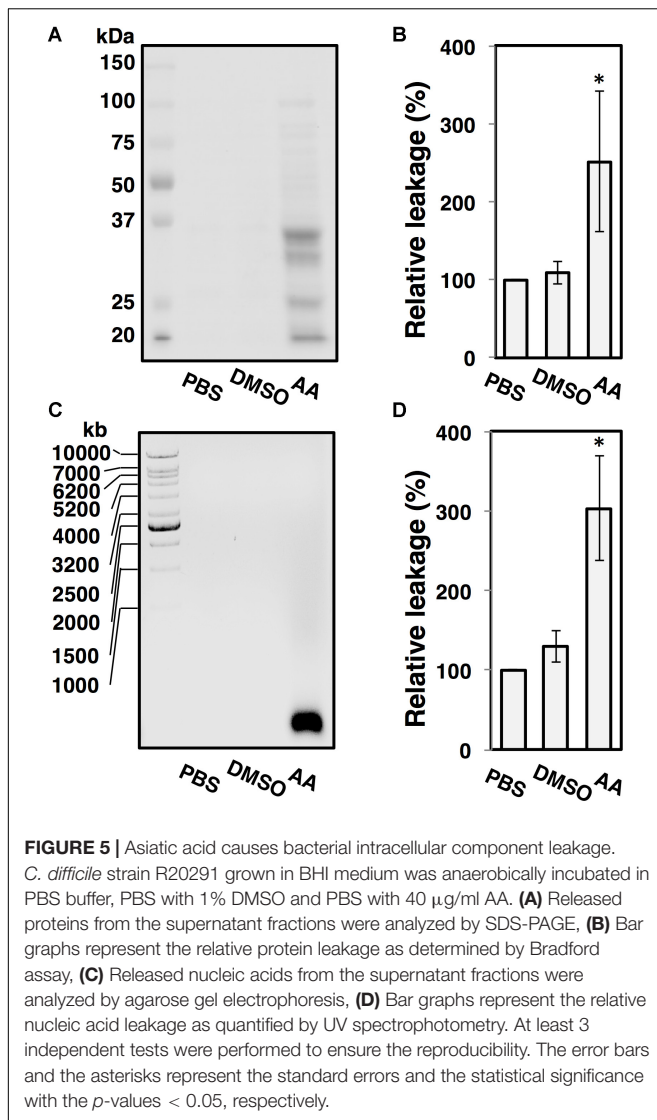 A
kDa
150
100
75
50
37
25
20
PBS
DMSO
AA
B
Relative leakage (%)
400
300
200
100
0
*
PBS
DMSO
AA
C
kb
10000
7000
6200
5200
4000
3200
2500
2000
1500
1000
PBS
DMSO
AA
D
Relative leakage (%)
400
300
200
100
0
*
PBS
DMSO
AA
FIGURE 5 | Asiatic acid causes bacterial intracellular component leakage.
C. difficile strain R20291 grown in BHI medium was anaerobically incubated in
PBS buffer, PBS with 1% DMSO and PBS with 40 μg/ml AA. (A) Released
proteins from the supernatant fractions were analyzed by SDS-PAGE, (B) Bar
graphs represent the relative protein leakage as determined by Bradford
assay, (C) Released nucleic acids from the supernatant fractions were
analyzed by agarose gel electrophoresis, (D) Bar graphs represent the relative
nucleic acid leakage as quantified by UV spectrophotometry. At least 3
independent tests were performed to ensure the reproducibility. The error bars
and the asterisks represent the standard errors and the statistical significance
with the p-values < 0.05, respectively.